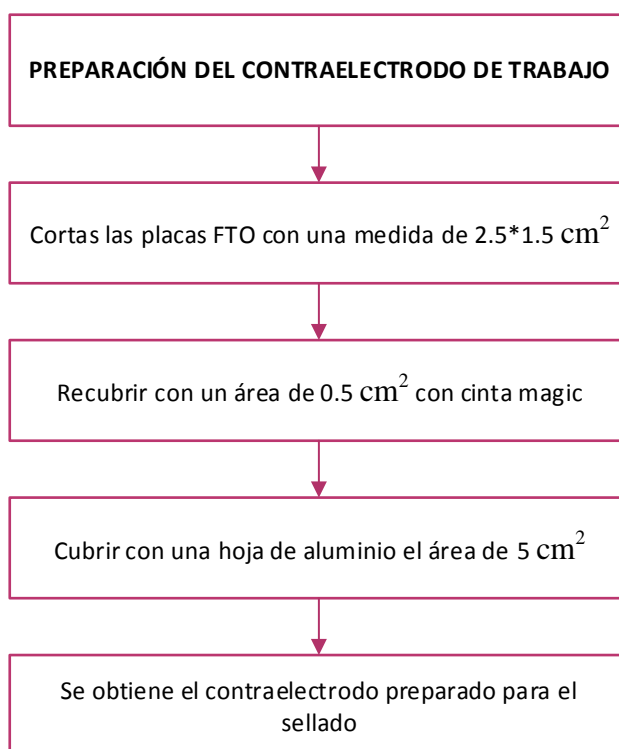 PREPARACIÓN DEL CONTRAELECTRODO DE TRABAJO
Cortas las placas FTO con una medida de 2.5*1.5 cm²
Recubrir con un área de 0.5 cm² con cinta magic
Cubrir con una hoja de aluminio el área de 5 cm²
Se obtiene el contraelectrodo preparado para el
sellado